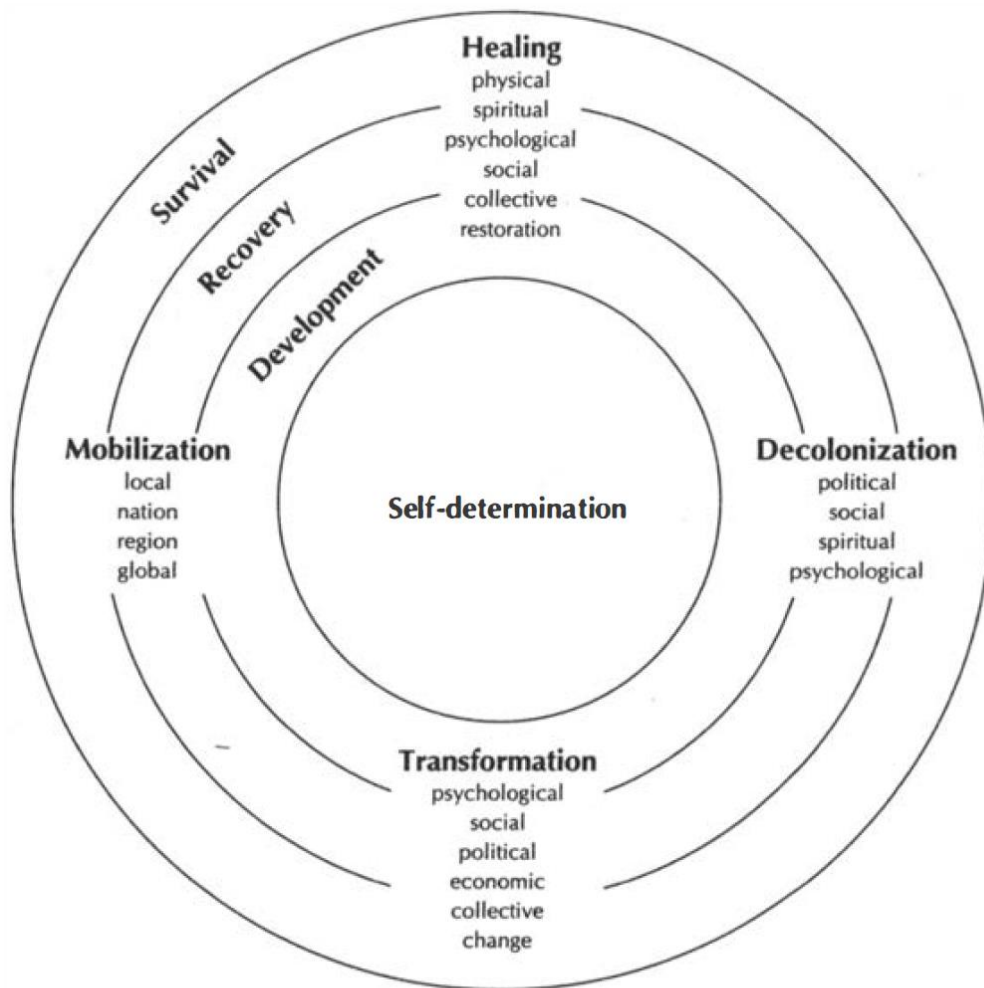 Healing
physical
spiritual
psychological
social
collective
restoration
Survival
Recovery
Development
Mobilization
local
nation
region
global
Self-determination
Decolonization
political
social
spiritual
psychological
Transformation
psychological
social
political
economic
collective
change